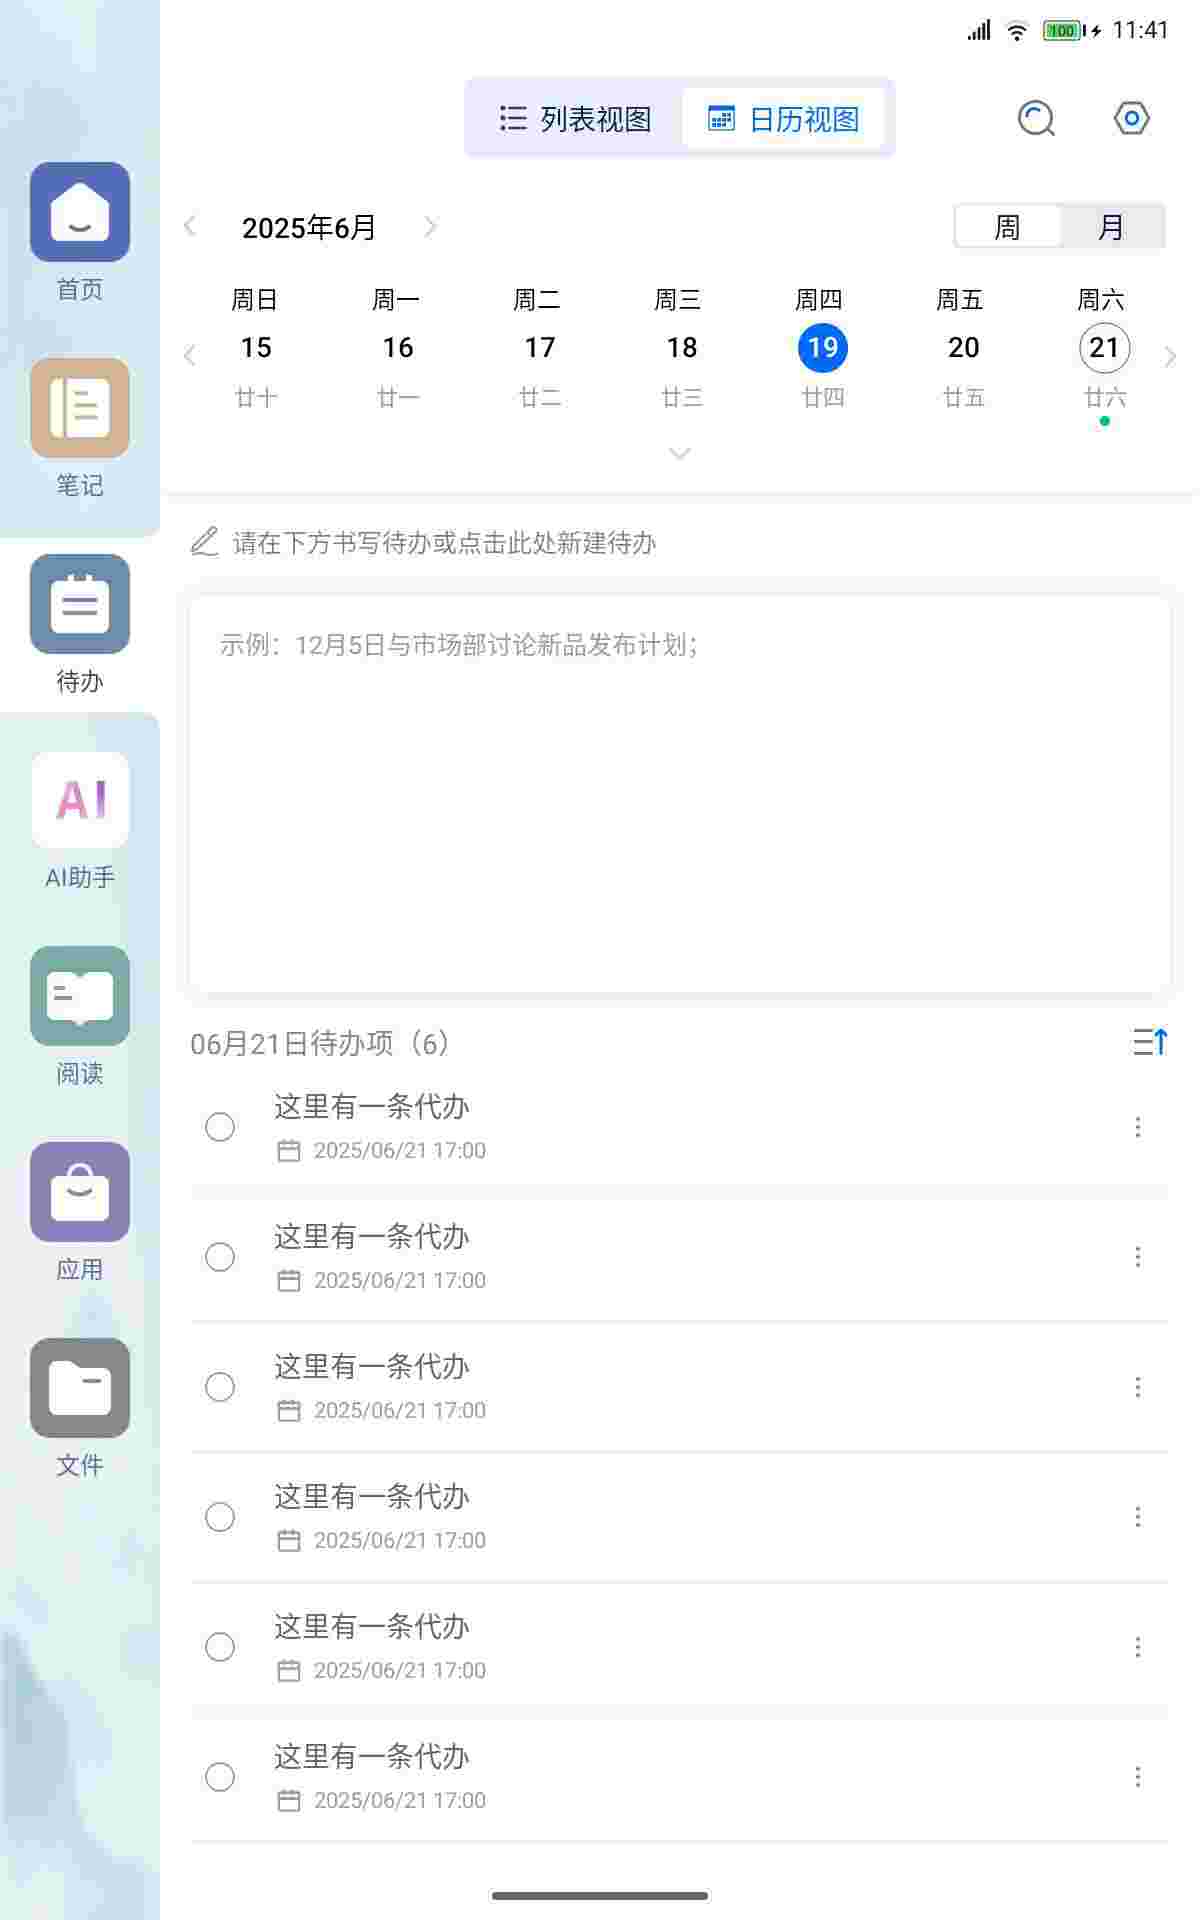 100 11:41
列表视图 日历视图
首页
笔记
待办
AI
AI助手
阅读
应用
文件
2025年6月 周 月
周日 周一 周二 周三 周四 周五 周六
15 16 17 18 19 20 21
廿十 廿一 廿二 廿三 廿四 廿五 廿六
请在下方书写待办或点击此处新建待办
示例：12月5日与市场部讨论新品发布计划;
06月21日待办项（6）
这里有一条代办
2025/06/21 17:00
这里有一条代办
2025/06/21 17:00
这里有一条代办
2025/06/21 17:00
这里有一条代办
2025/06/21 17:00
这里有一条代办
2025/06/21 17:00
这里有一条代办
2025/06/21 17:00